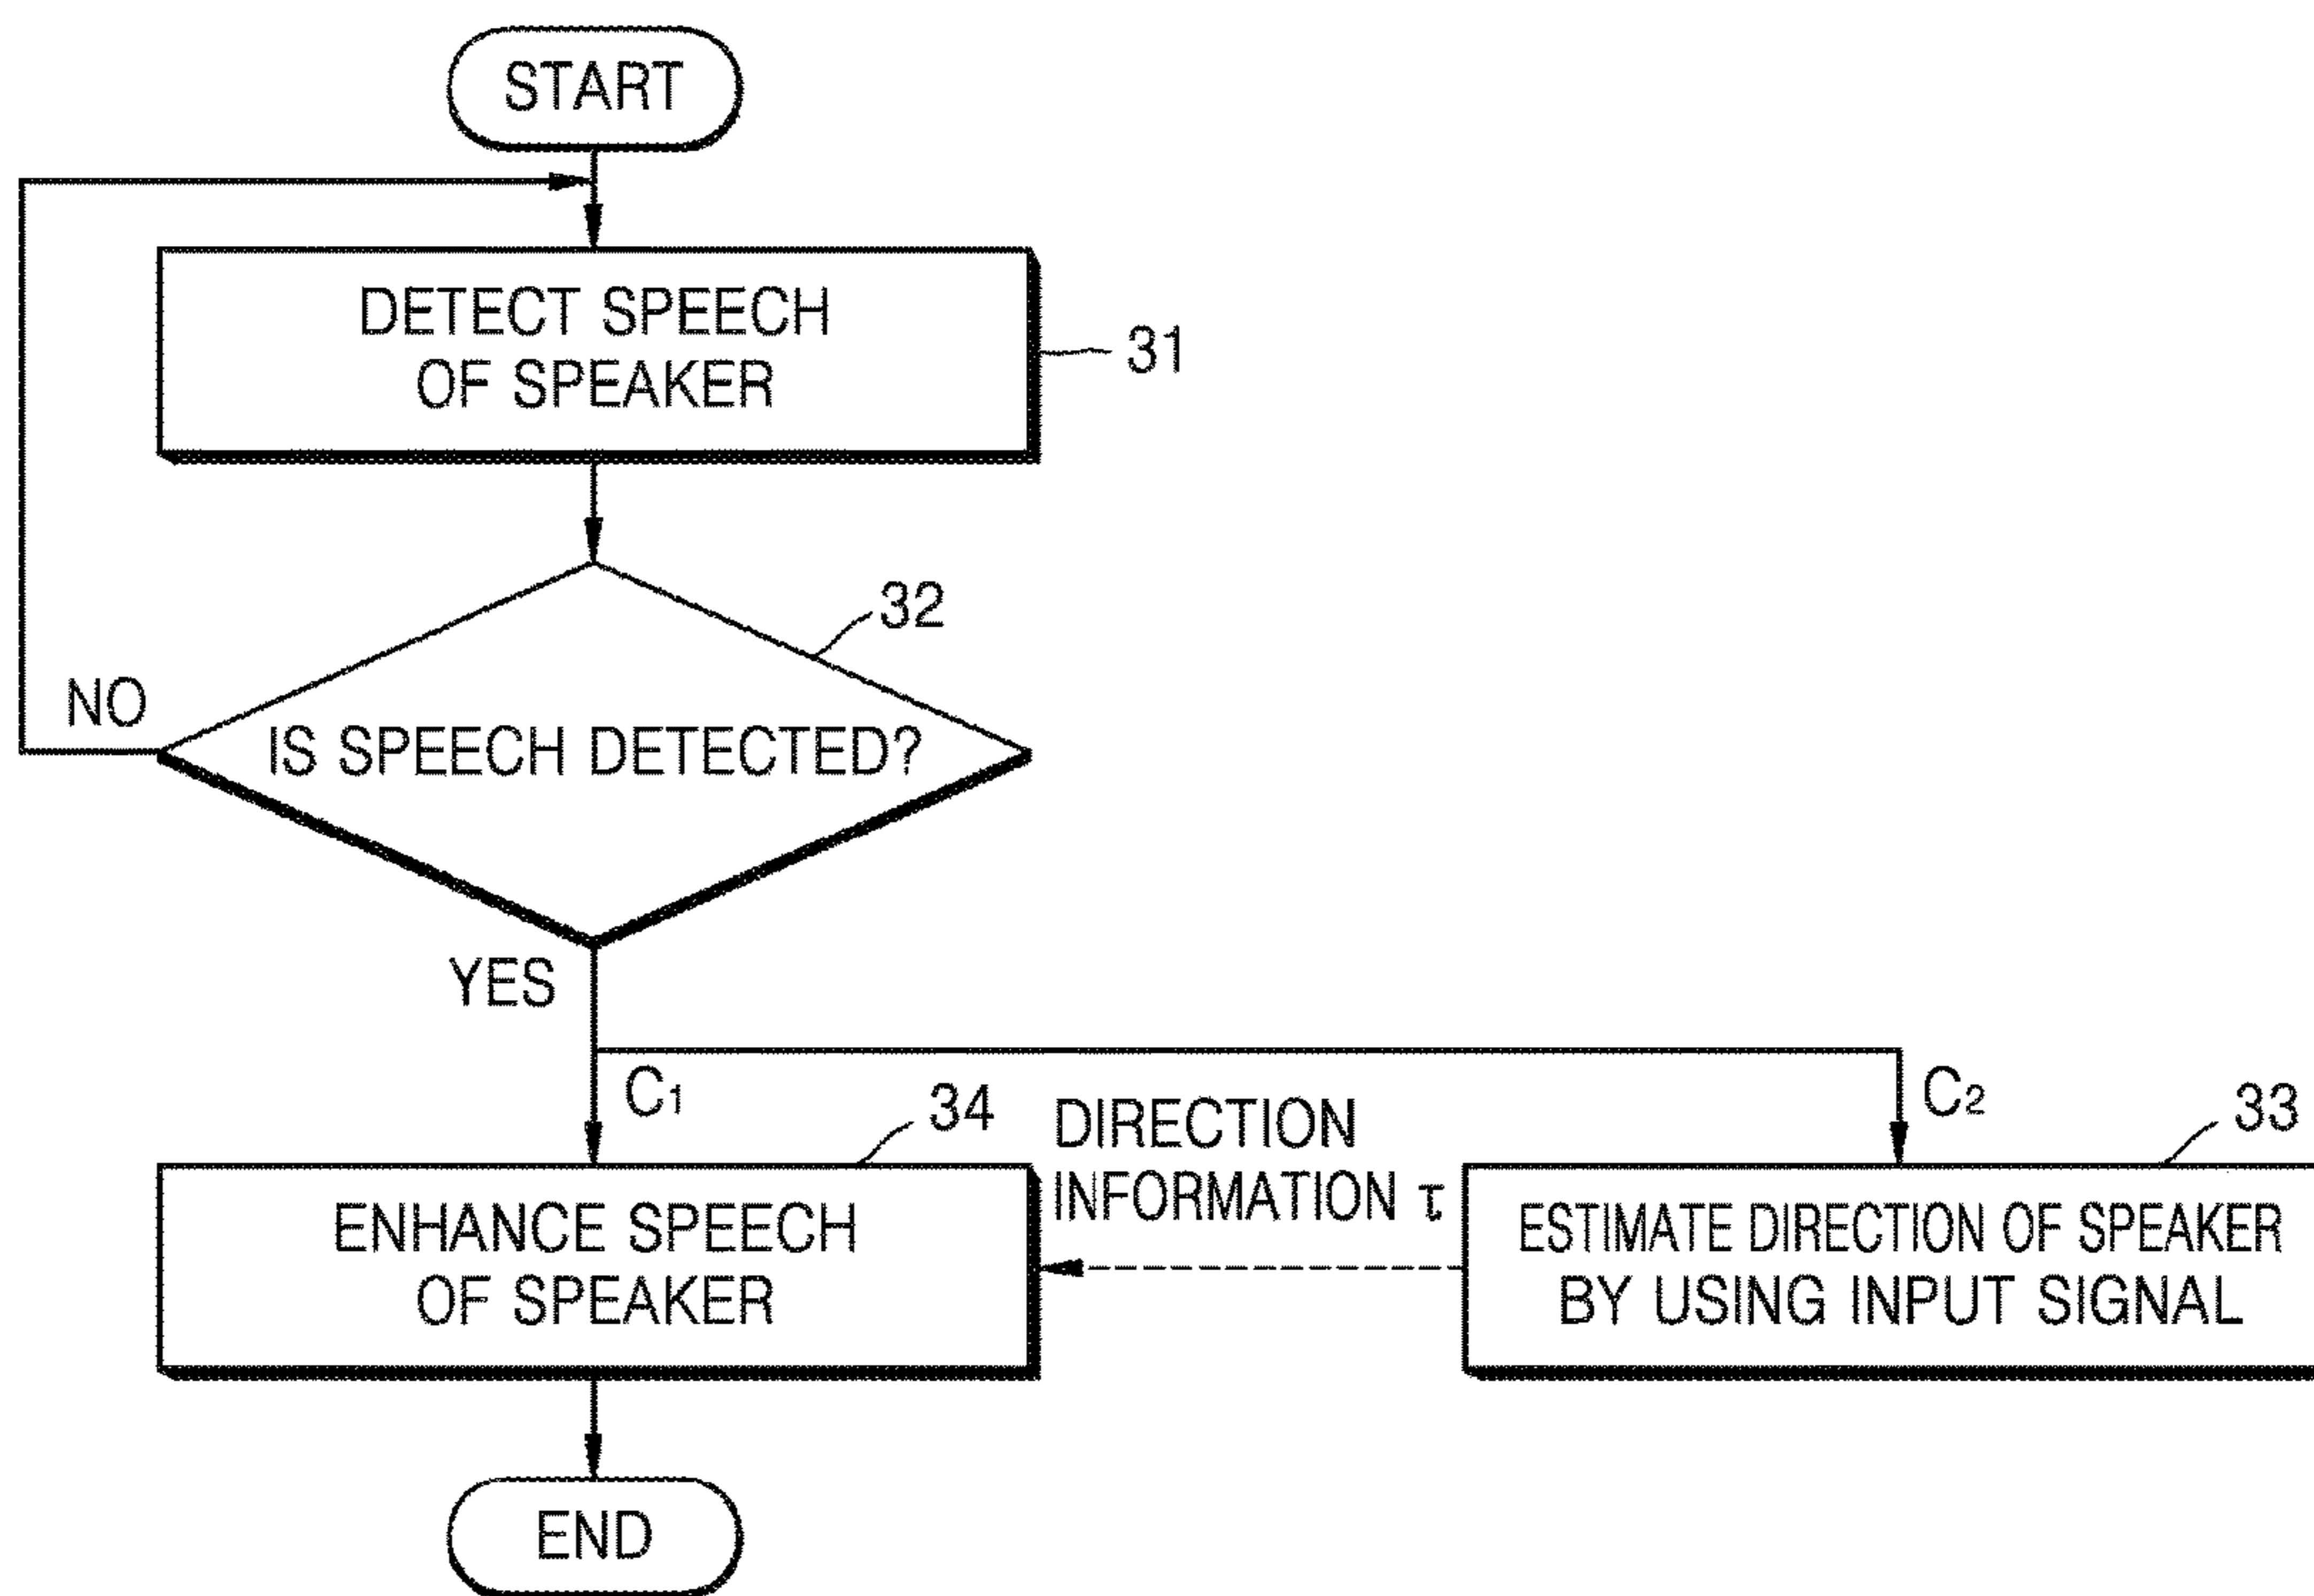 START
DETECT SPEECH
OF SPEAKER
31
32
NO
IS SPEECH DETECTED?
YES
C1
C2
34
DIRECTION
INFORMATION τ
33
ENHANCE SPEECH
OF SPEAKER
ESTIMATE DIRECTION OF SPEAKER
BY USING INPUT SIGNAL
END